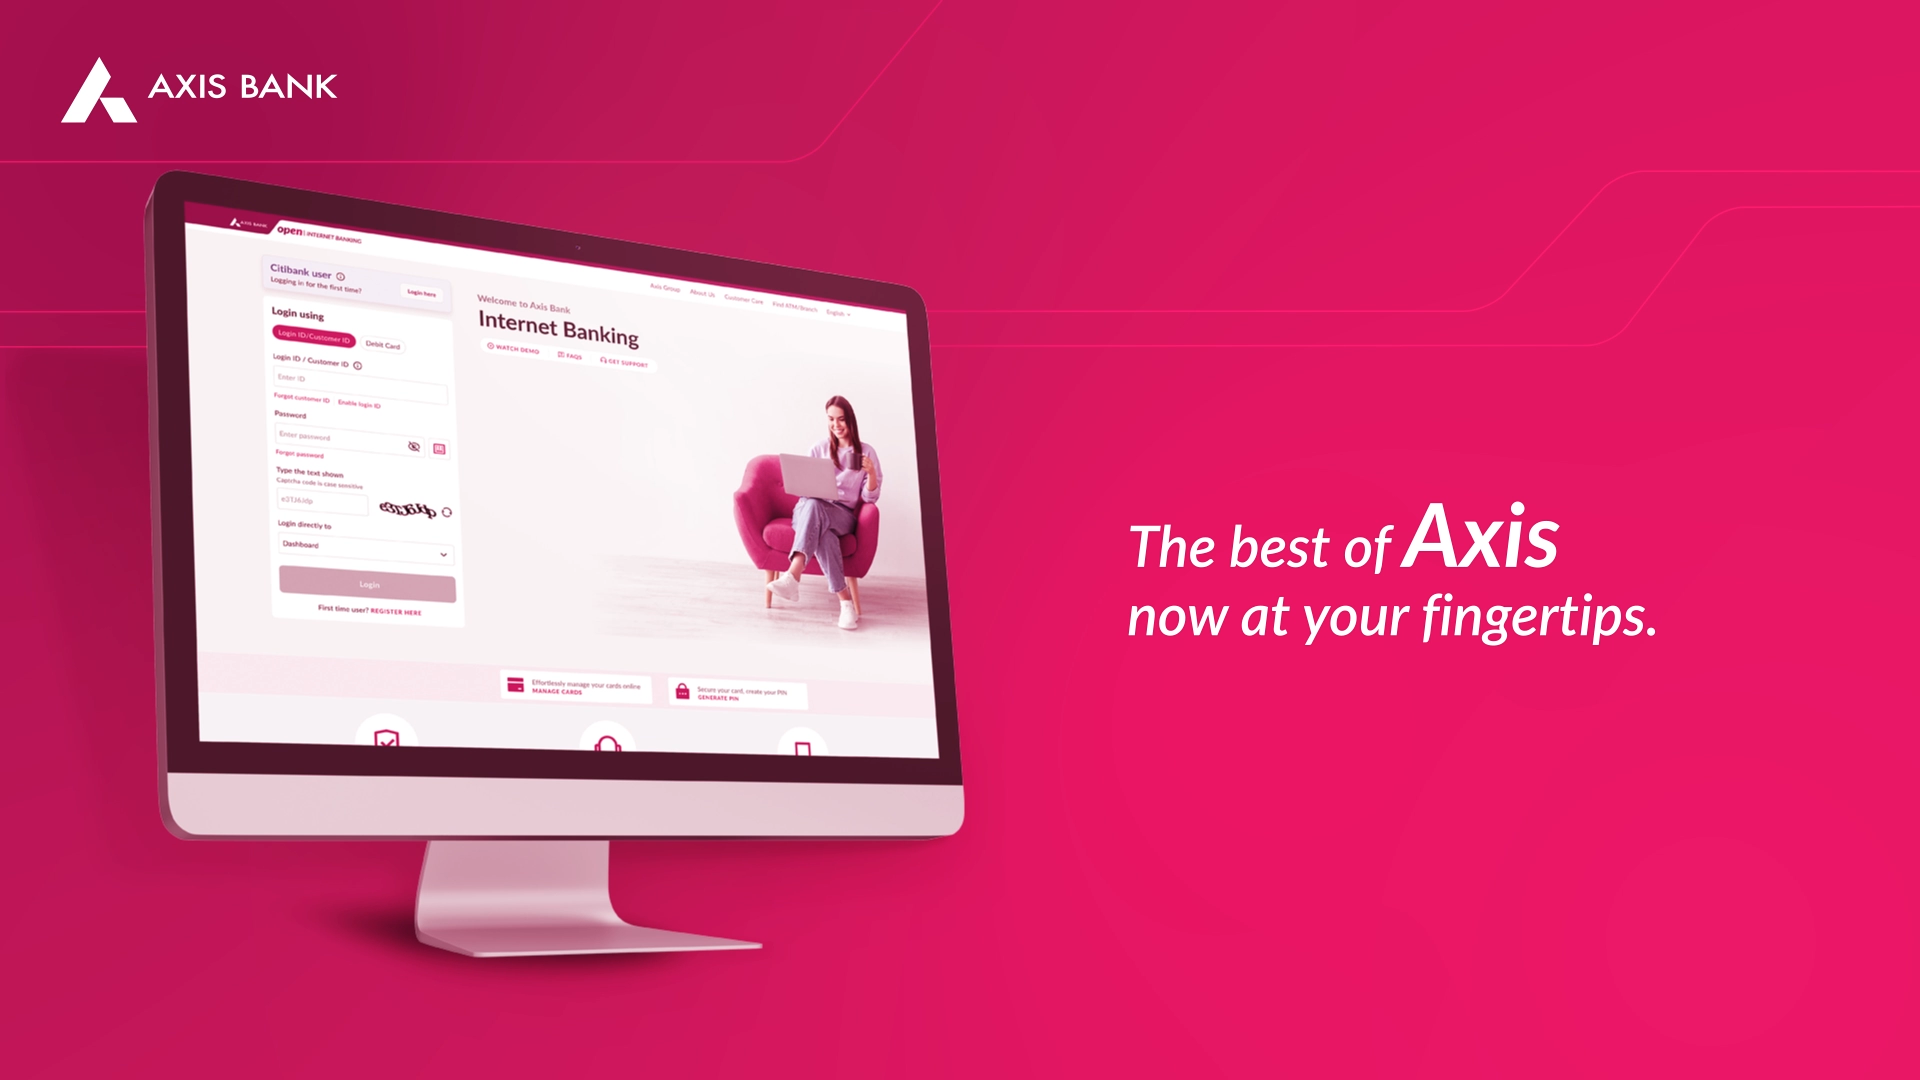 AXIS BANK
AXIS BANK
open | INTERNET BANKING
Axis Group
About Us
Customer Care
Find ATM/Branch
English
Citibank user
Logging in for the first time?
Login here
Login using
Login ID/Customer ID
Debit Card
Login ID / Customer ID
Enter ID
Forgot customer ID
Enable login ID
Password
Enter password
Forgot password
Type the text shown
Captcha code is case sensitive
Login directly to
Dashboard
Login
First time user? REGISTER HERE
Welcome to Axis Bank
Internet Banking
WATCH DEMO
FAQS
GET SUPPORT
Effortlessly manage your cards online
MANAGE CARDS
Secure your card, create your PIN
GENERATE PIN
The best of Axis
now at your fingertips.